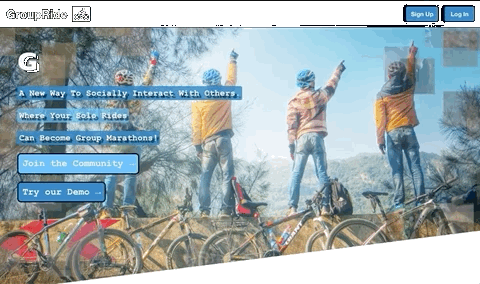 GroupRide
Sign Up
Log In
G
A New Way To Socially Interact With Others.
Where Your Solo Rides
Can Become Group Marathons!
Join the Community →
Try our Demo →